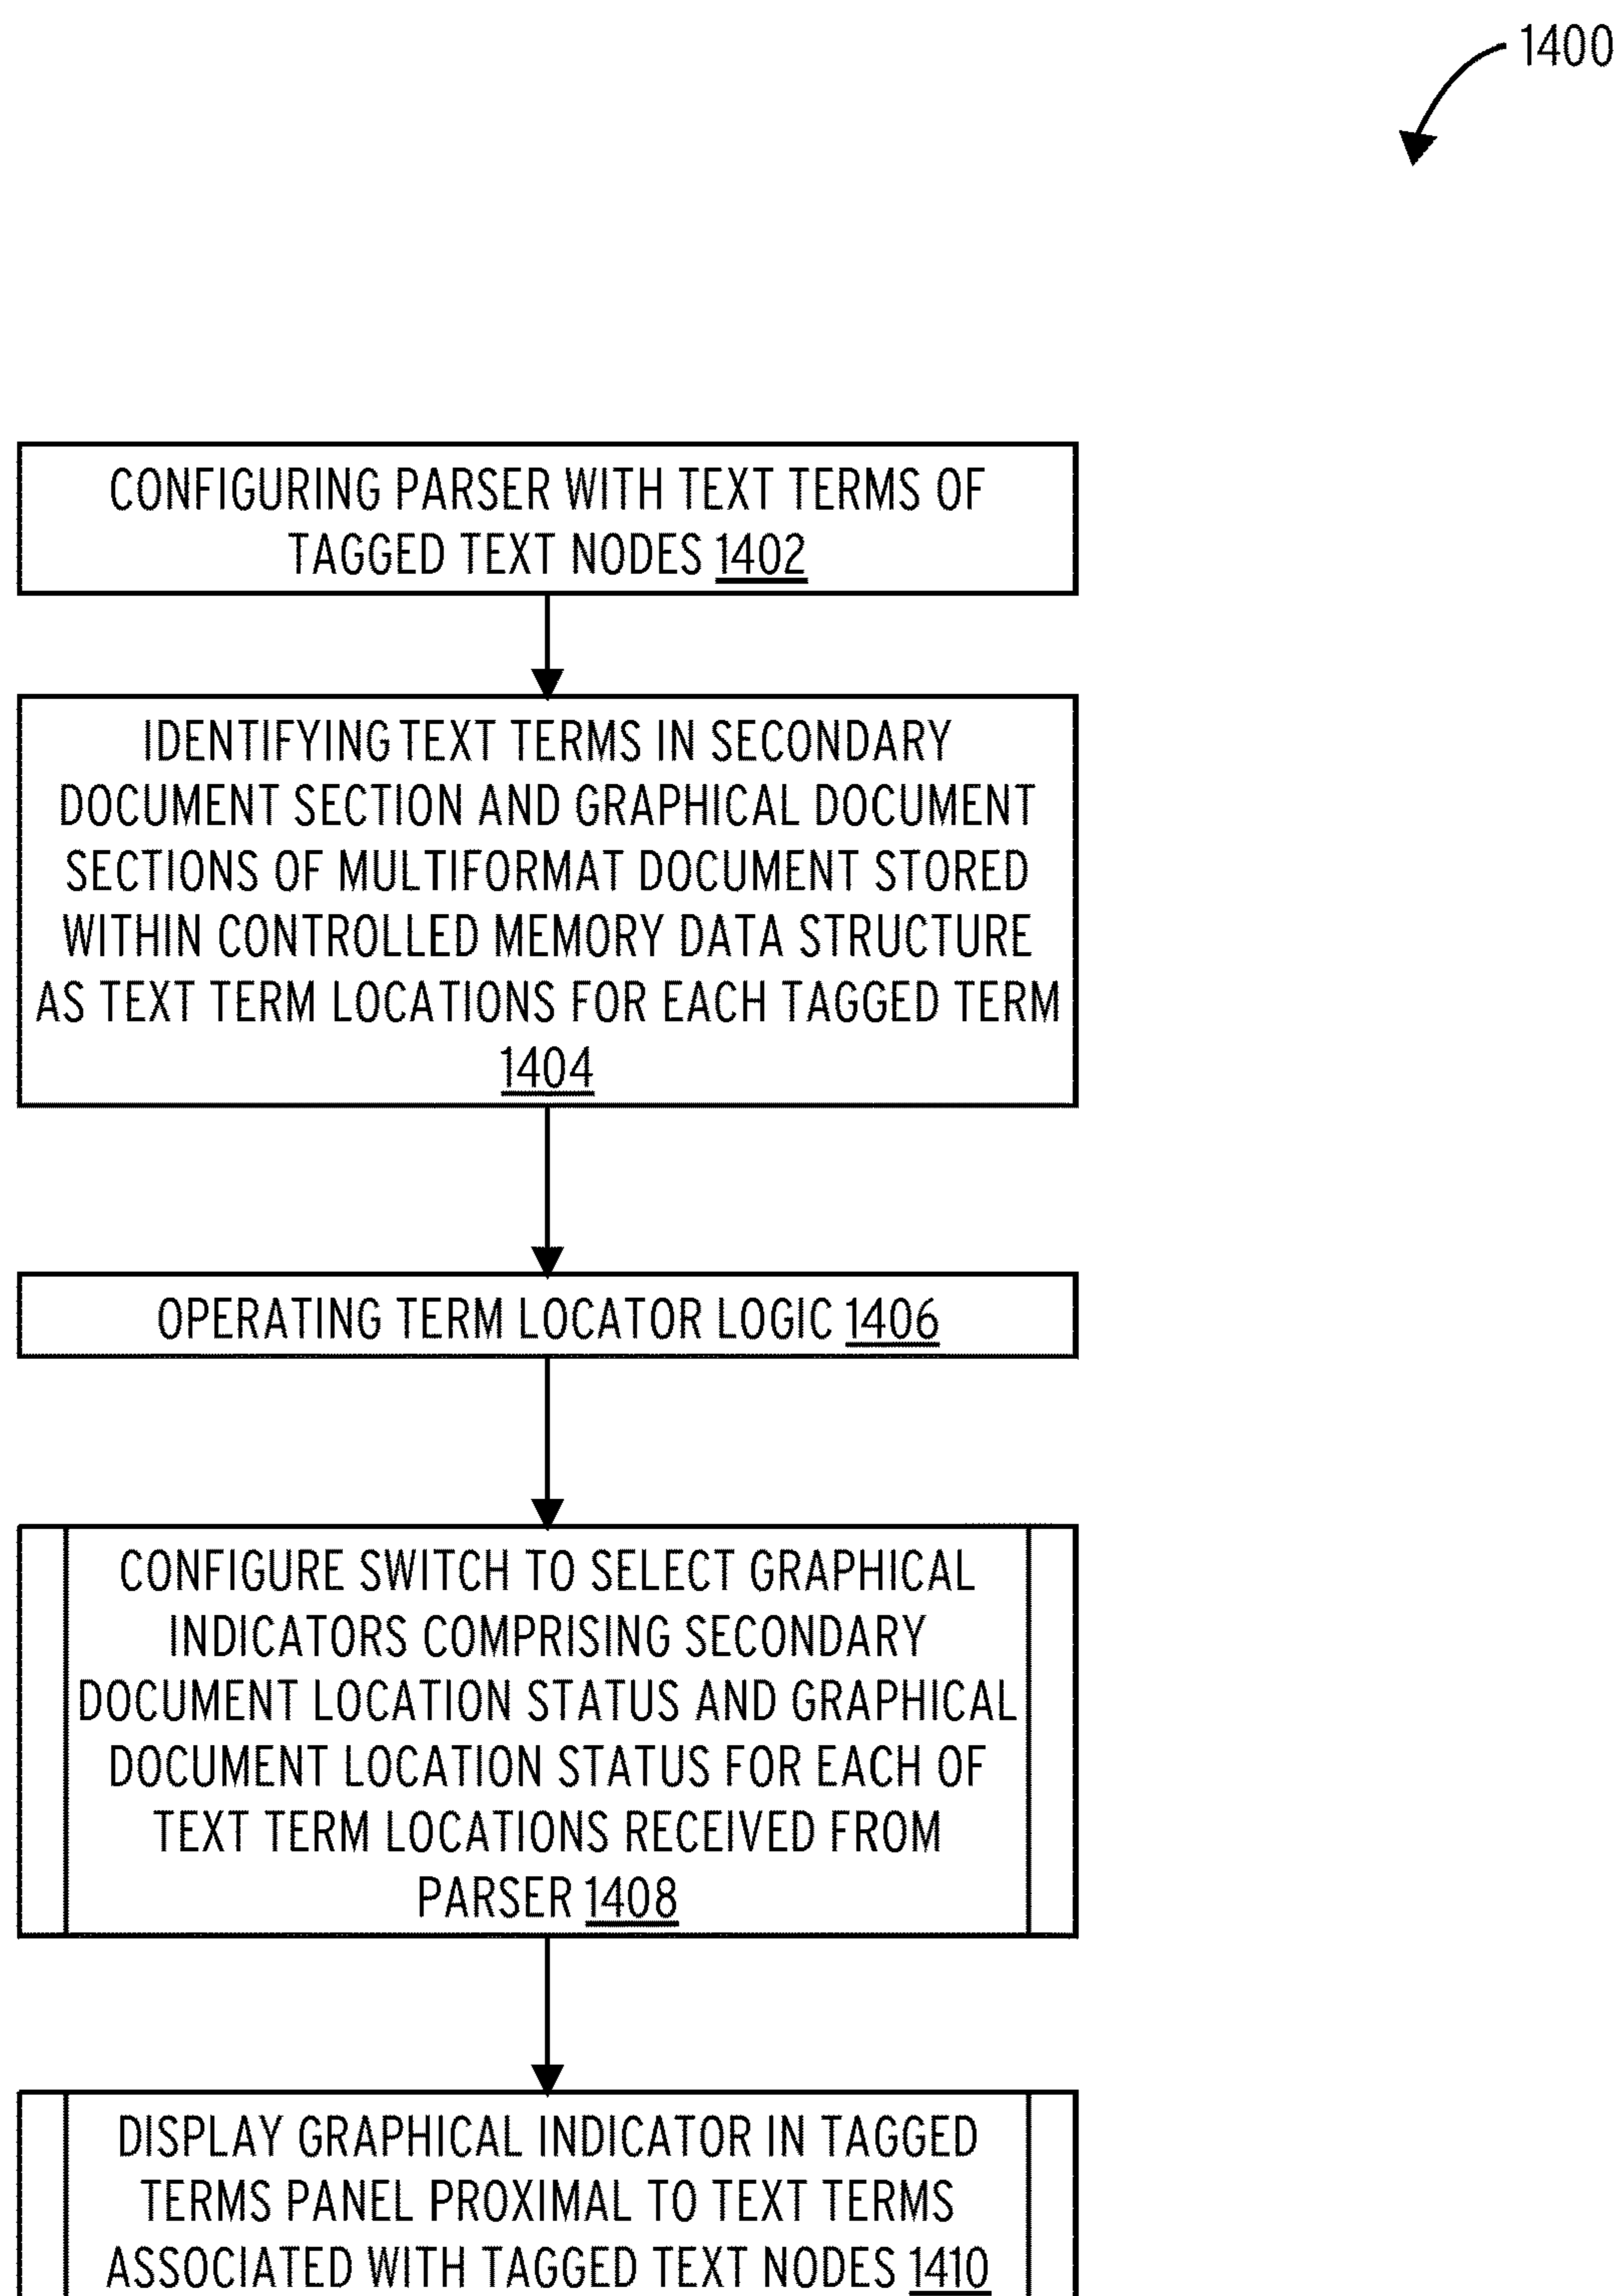 1400
CONFIGURING PARSER WITH TEXT TERMS OF
TAGGED TEXT NODES 1402
IDENTIFYING TEXT TERMS IN SECONDARY
DOCUMENT SECTION AND GRAPHICAL DOCUMENT
SECTIONS OF MULTIFORMAT DOCUMENT STORED
WITHIN CONTROLLED MEMORY DATA STRUCTURE
AS TEXT TERM LOCATIONS FOR EACH TAGGED TERM
1404
OPERATING TERM LOCATOR LOGIC 1406
CONFIGURE SWITCH TO SELECT GRAPHICAL
INDICATORS COMPRISING SECONDARY
DOCUMENT LOCATION STATUS AND GRAPHICAL
DOCUMENT LOCATION STATUS FOR EACH OF
TEXT TERM LOCATIONS RECEIVED FROM
PARSER 1408
DISPLAY GRAPHICAL INDICATOR IN TAGGED
TERMS PANEL PROXIMAL TO TEXT TERMS
ASSOCIATED WITH TAGGED TEXT NODES 1410